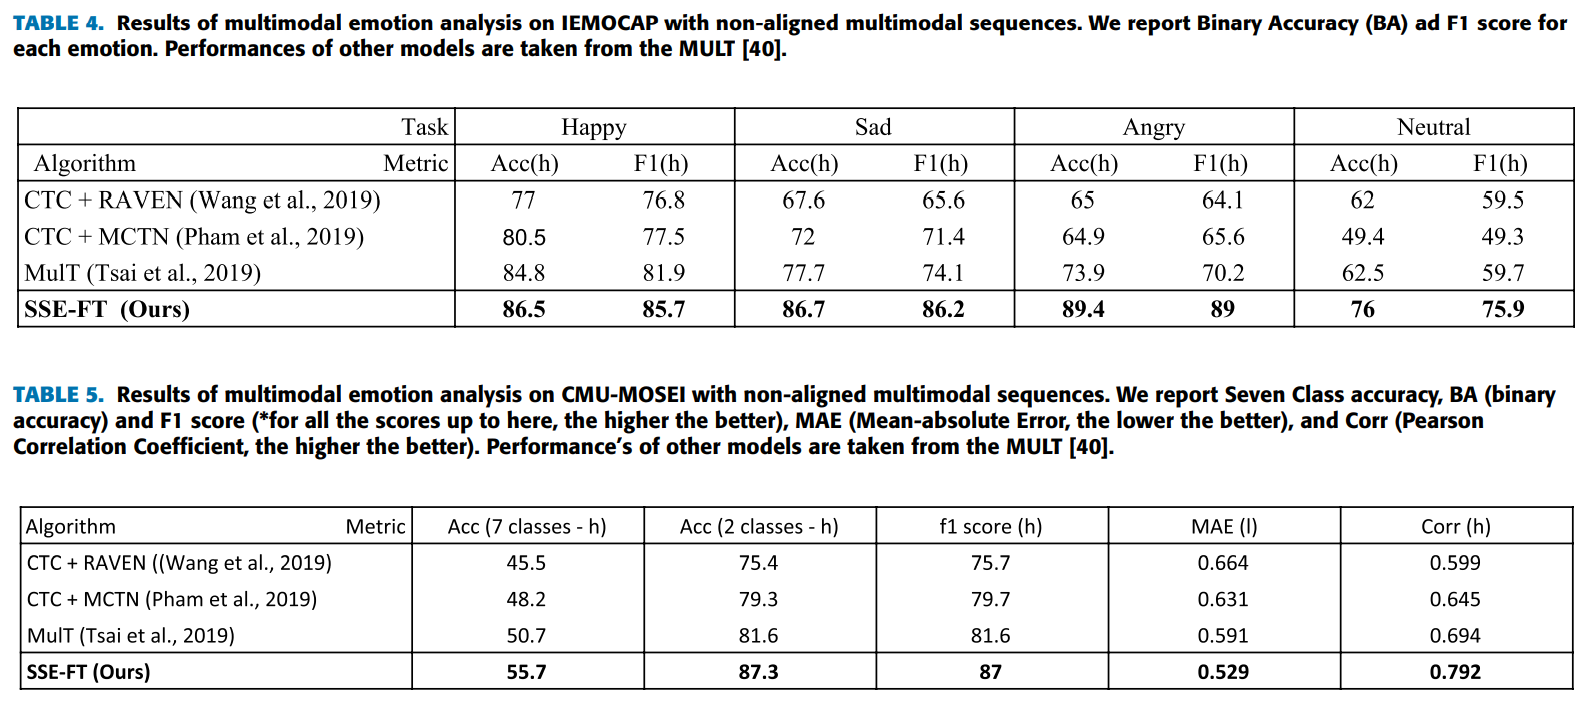 TABLE 4. Results of multimodal emotion analysis on IEMOCAP with non-aligned multimodal sequences. We report Binary Accuracy (BA) ad F1 score for
each emotion. Performances of other models are taken from the MULT [40].
Task Happy Sad Angry Neutral
Algorithm Metric Acc(h) F1(h) Acc(h) F1(h) Acc(h) F1(h) Acc(h) F1(h)
CTC + RAVEN (Wang et al., 2019) 77 76.8 67.6 65.6 65 64.1 62 59.5
CTC + MCTN (Pham et al., 2019) 80.5 77.5 72 71.4 64.9 65.6 49.4 49.3
MulT (Tsai et al., 2019) 84.8 81.9 77.7 74.1 73.9 70.2 62.5 59.7
SSE-FT (Ours) 86.5 85.7 86.7 86.2 89.4 89 76 75.9
TABLE 5. Results of multimodal emotion analysis on CMU-MOSEI with non-aligned multimodal sequences. We report Seven Class accuracy, BA (binary
accuracy) and F1 score (*for all the scores up to here, the higher the better), MAE (Mean-absolute Error, the lower the better), and Corr (Pearson
Correlation Coefficient, the higher the better). Performance’s of other models are taken from the MULT [40].
Algorithm Metric Acc (7 classes - h) Acc (2 classes - h) f1 score (h) MAE (l) Corr (h)
CTC + RAVEN ((Wang et al., 2019) 45.5 75.4 75.7 0.664 0.599
CTC + MCTN (Pham et al., 2019) 48.2 79.3 79.7 0.631 0.645
MulT (Tsai et al., 2019) 50.7 81.6 81.6 0.591 0.694
SSE-FT (Ours) 55.7 87.3 87 0.529 0.792